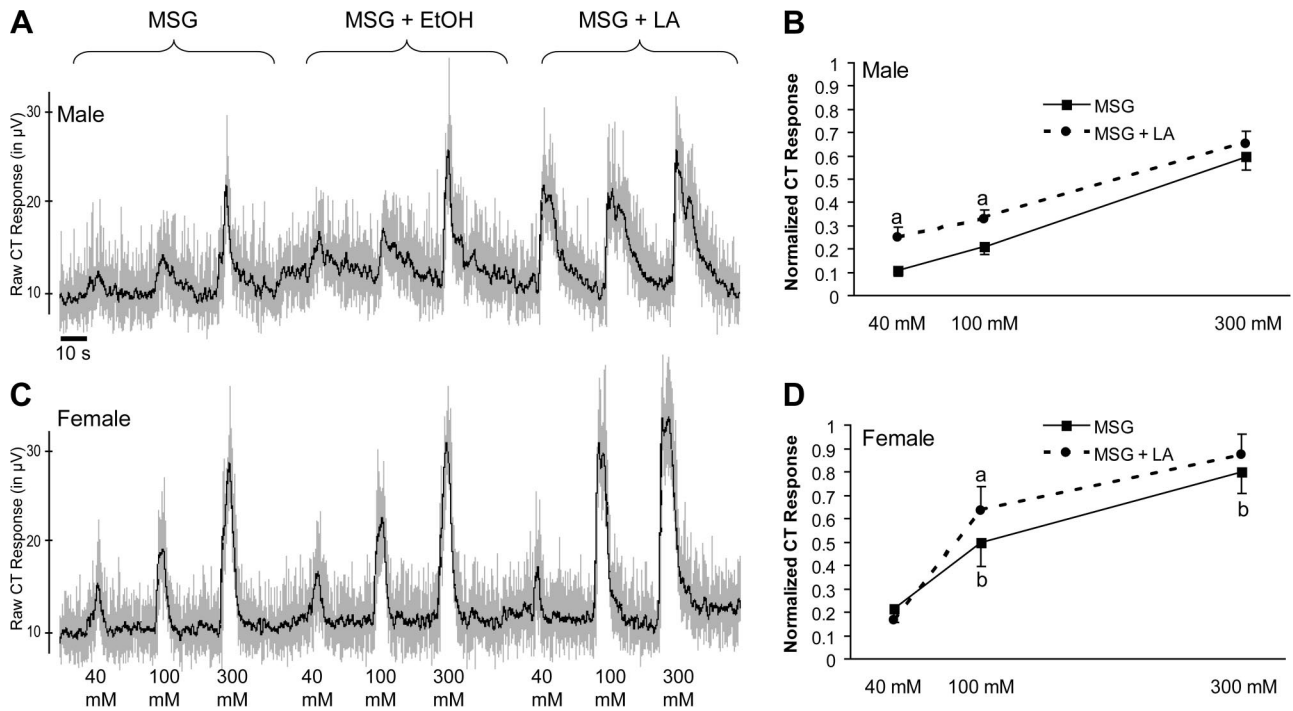 A
MSG
MSG + EtOH
MSG + LA
Male
Raw CT Response (in µV)
30
20
10
10 s
B
Male
Normalized CT Response
1
0.9
0.8
0.7
0.6
0.5
0.4
0.3
0.2
0.1
0
MSG
MSG + LA
a
a
40 mM
100 mM
300 mM
C
Female
Raw CT Response (in µV)
30
20
10
40
mM
100
mM
300
mM
40
mM
100
mM
300
mM
40
mM
100
mM
300
mM
D
Female
Normalized CT Response
1
0.9
0.8
0.7
0.6
0.5
0.4
0.3
0.2
0.1
0
MSG
MSG + LA
a
b
b
40 mM
100 mM
300 mM